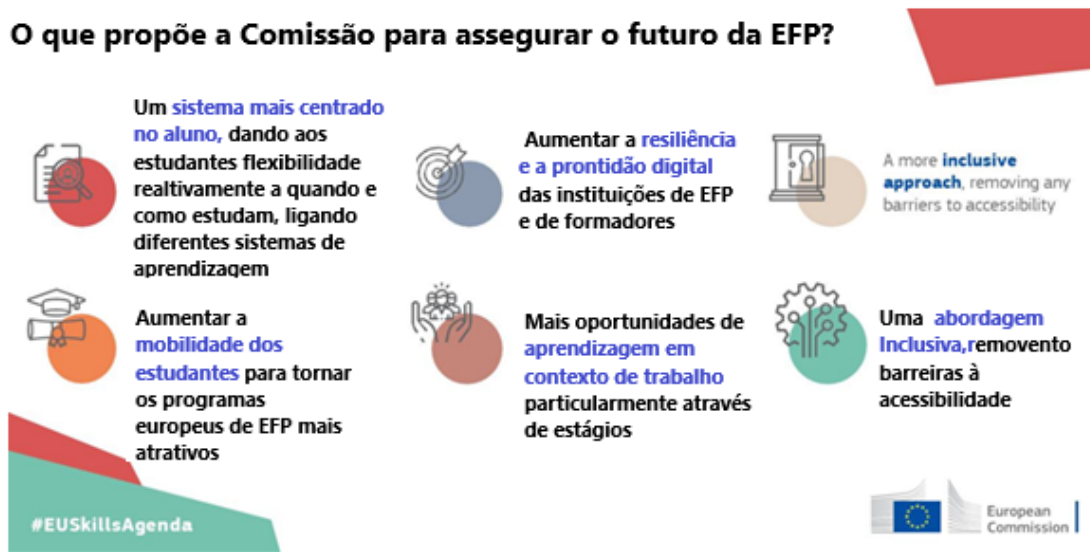 O que propõe a Comissão para assegurar o futuro da EFP?
Um sistema mais centrado
no aluno, dando aos
estudantes flexibilidade
realtivamente a quando e
como estudam, ligando
diferentes sistemas de
aprendizagem
Aumentar a resiliência
e a prontidão digital
das instituições de EFP
e de formadores
A more inclusive
approach, removing any
barriers to accessibility
Aumentar a
mobilidade dos
estudantes para tornar
os programas
europeus de EFP mais
atrativos
Mais oportunidades de
aprendizagem em
contexto de trabalho
particularmente através
de estágios
Uma abordagem
Inclusiva,removento
barreiras à
acessibilidade
#EUSkillsAgenda
European
Commission